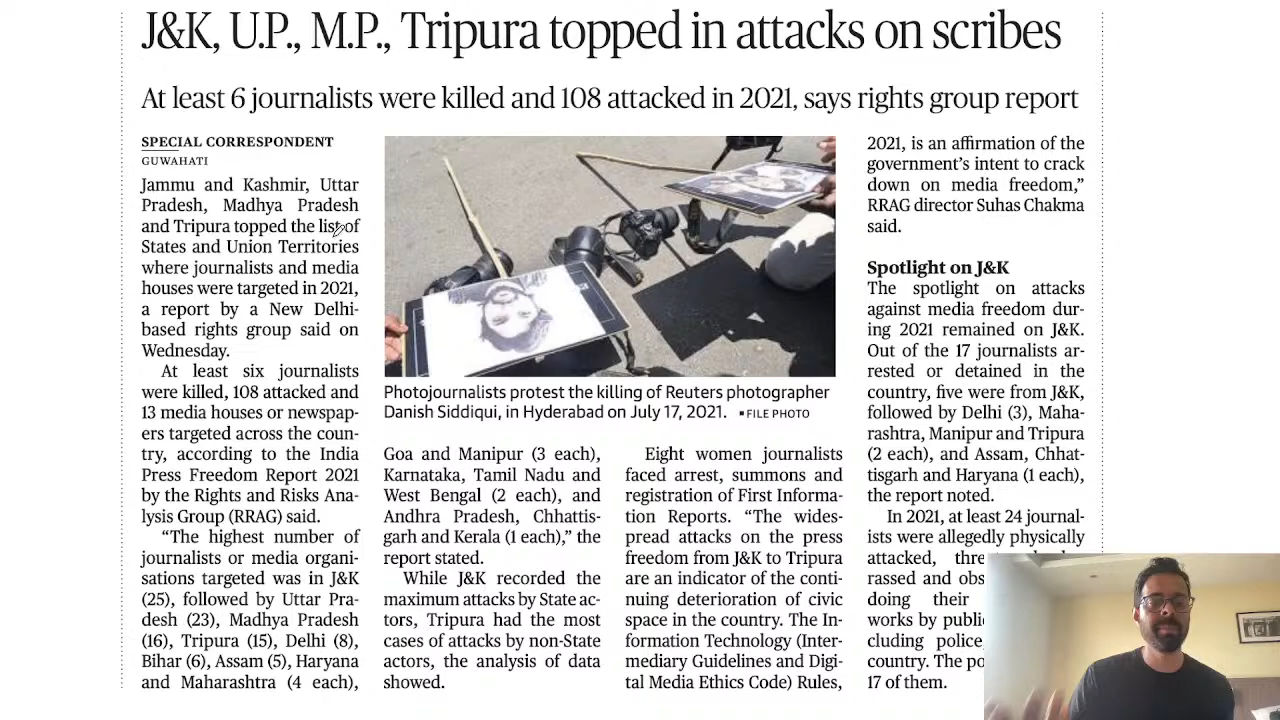 J&K, U.P., M.P., Tripura topped in attacks on scribes
At least 6 journalists were killed and 108 attacked in 2021, says rights group report
SPECIAL CORRESPONDENT
GUWAHATI
Jammu and Kashmir, Uttar
Pradesh, Madhya Pradesh
and Tripura topped the list of
States and Union Territories
where journalists and media
houses were targeted in 2021,
a report by a New Delhi-
based rights group said on
Wednesday.
At least six journalists
were killed, 108 attacked and
13 media houses or newspap-
ers targeted across the coun-
try, according to the India
Press Freedom Report 2021
by the Rights and Risks Ana-
lysis Group (RRAG) said.
“The highest number of
journalists or media organi-
sations targeted was in J&K
(25), followed by Uttar Pra-
desh (23), Madhya Pradesh
(16), Tripura (15), Delhi (8),
Bihar (6), Assam (5), Haryana
and Maharashtra (4 each),
Photojournalists protest the killing of Reuters photographer
Danish Siddiqui, in Hyderabad on July 17, 2021. ▪FILE PHOTO
Goa and Manipur (3 each),
Karnataka, Tamil Nadu and
West Bengal (2 each), and
Andhra Pradesh, Chhattis-
garh and Kerala (1 each),” the
report stated.
While J&K recorded the
maximum attacks by State ac-
tors, Tripura had the most
cases of attacks by non-State
actors, the analysis of data
showed.
Eight women journalists
faced arrest, summons and
registration of First Informa-
tion Reports. “The wides-
pread attacks on the press
freedom from J&K to Tripura
are an indicator of the conti-
nuing deterioration of civic
space in the country. The In-
formation Technology (Inter-
mediary Guidelines and Digi-
tal Media Ethics Code) Rules,
2021, is an affirmation of the
government’s intent to crack
down on media freedom,”
RRAG director Suhas Chakma
said.
Spotlight on J&K
The spotlight on attacks
against media freedom dur-
ing 2021 remained on J&K.
Out of the 17 journalists ar-
rested or detained in the
country, five were from J&K,
followed by Delhi (3), Maha-
rashtra, Manipur and Tripura
(2 each), and Assam, Chhat-
tisgarh and Haryana (1 each),
the report noted.
In 2021, at least 24 journal-
ists were allegedly physically
attacked,
rassed and
doing their
works by
cluding police
country. The
17 of them.